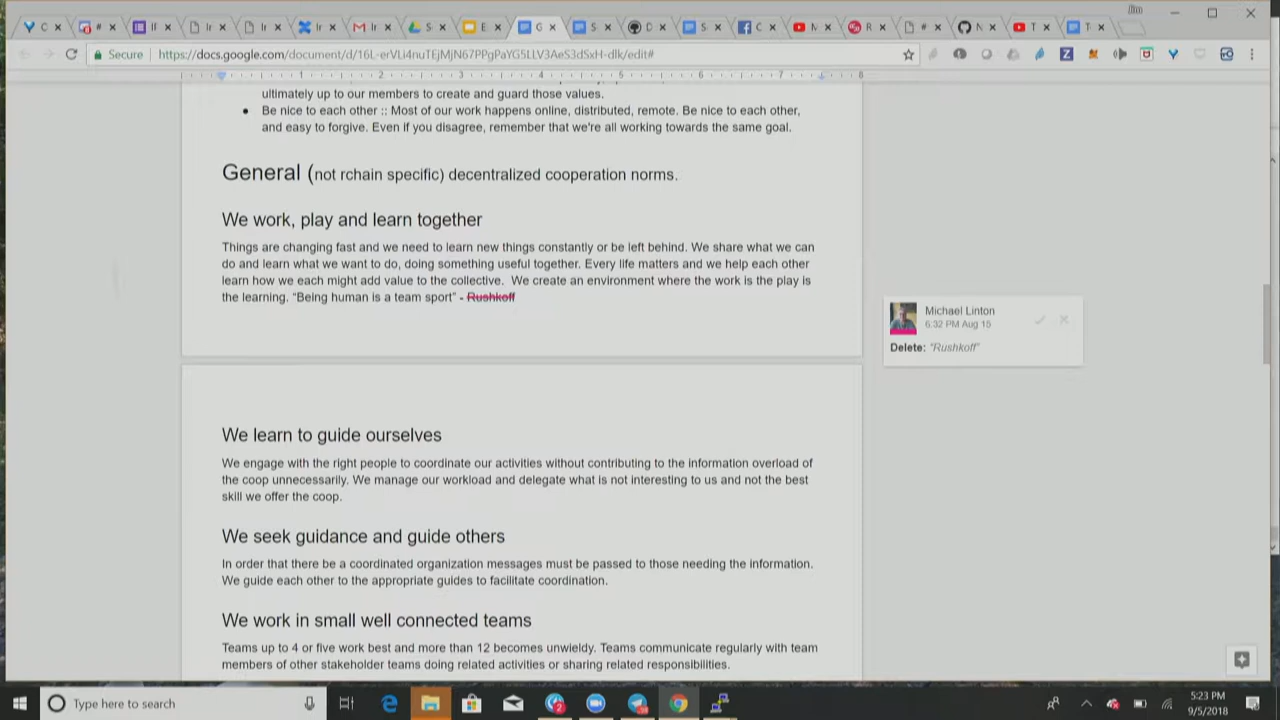 Secure
https://docs.google.com/document/d/16L-erVLi4nuTEjMjN67PPgPaYG5LLV3AeS3dSxH-dlk/edit#
1 2 3 4 5 6 7 8
ultimately up to our members to create and guard those values.
● Be nice to each other :: Most of our work happens online, distributed, remote. Be nice to each other,
and easy to forgive. Even if you disagree, remember that we're all working towards the same goal.
General (not rchain specific) decentralized cooperation norms.
We work, play and learn together
Things are changing fast and we need to learn new things constantly or be left behind. We share what we can
do and learn what we want to do, doing something useful together. Every life matters and we help each other
learn how we each might add value to the collective.  We create an environment where the work is the play is
the learning. “Being human is a team sport” - Rushkoff
Michael Linton
6:32 PM Aug 15
Delete: "Rushkoff"
We learn to guide ourselves
We engage with the right people to coordinate our activities without contributing to the information overload of
the coop unnecessarily. We manage our workload and delegate what is not interesting to us and not the best
skill we offer the coop.
We seek guidance and guide others
In order that there be a coordinated organization messages must be passed to those needing the information.
We guide each other to the appropriate guides to facilitate coordination.
We work in small well connected teams
Teams up to 4 or five work best and more than 12 becomes unwieldy. Teams communicate regularly with team
members of other stakeholder teams doing related activities or sharing related responsibilities.
Type here to search
5:23 PM
9/5/2018